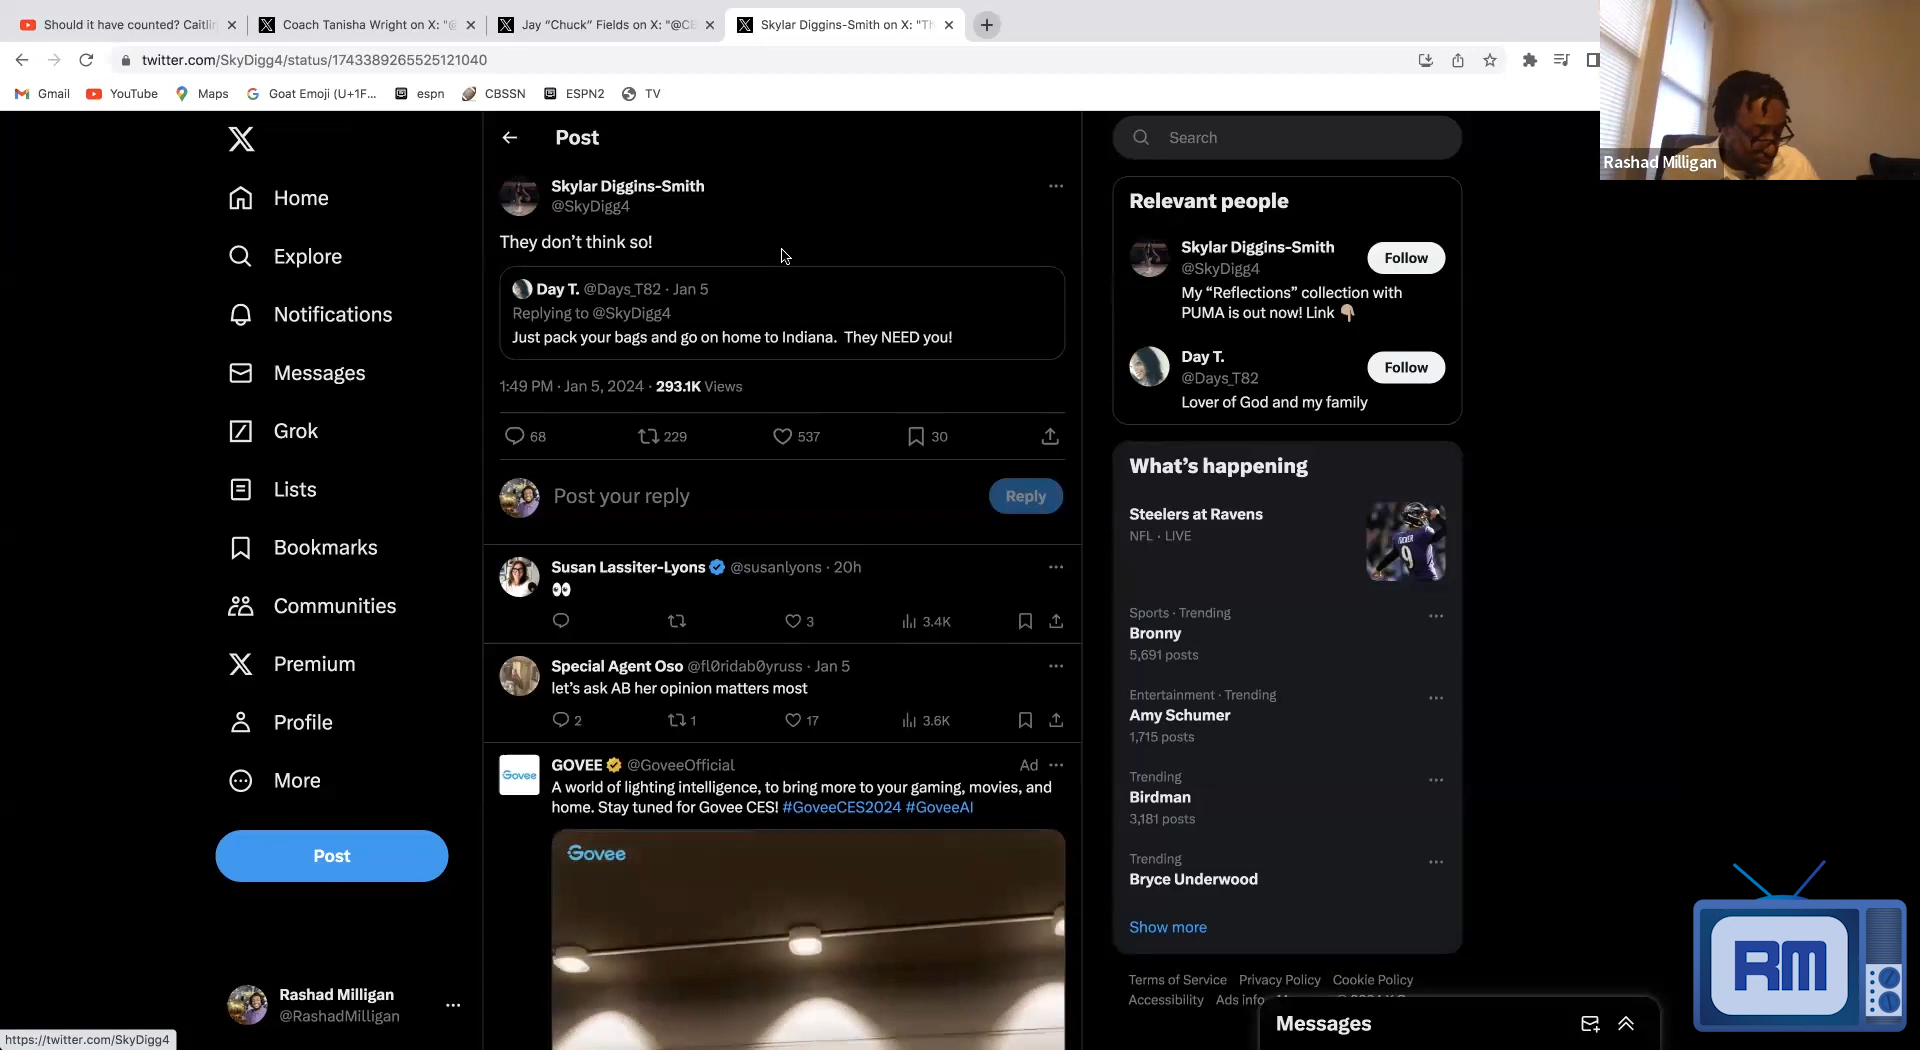 Should it have counted? Caitli
Coach Tanisha Wright on X: "@
Jay “Chuck” Fields on X: "@CB
Skylar Diggins-Smith on X: "Th
twitter.com/SkyDigg4/status/1743389265525121040
Gmail
YouTube
Maps
Goat Emoji (U+1F...
espn
CBSSN
ESPN2
TV
Rashad Milligan
Home
Explore
Notifications
Messages
Grok
Lists
Bookmarks
Communities
Premium
Profile
More
Post
Rashad Milligan
@RashadMilligan
https://twitter.com/SkyDigg4
Post
Skylar Diggins-Smith
@SkyDigg4
They don’t think so!
Day T. @Days_T82 · Jan 5
Replying to @SkyDigg4
Just pack your bags and go on home to Indiana. They NEED you!
1:49 PM · Jan 5, 2024 · 293.1K Views
68 229 537 30
Post your reply
Reply
Susan Lassiter-Lyons @susanlyons · 20h
👀
3 3.4K
Special Agent Oso @fl0ridab0yruss · Jan 5
let’s ask AB her opinion matters most
2 1 17 3.6K
GOVEE @GoveeOfficial Ad
A world of lighting intelligence, to bring more to your gaming, movies, and
home. Stay tuned for Govee CES! #GoveeCES2024 #GoveeAI
Govee
Govee
Search
Relevant people
Skylar Diggins-Smith
@SkyDigg4
Follow
My “Reflections” collection with
PUMA is out now! Link 👇🏽
Day T.
@Days_T82
Follow
Lover of God and my family
What’s happening
Steelers at Ravens
NFL · LIVE
Sports · Trending
Bronny
5,691 posts
Entertainment · Trending
Amy Schumer
1,715 posts
Trending
Birdman
3,181 posts
Trending
Bryce Underwood
Show more
Terms of Service Privacy Policy Cookie Policy
Accessibility Ads info
Messages
RM